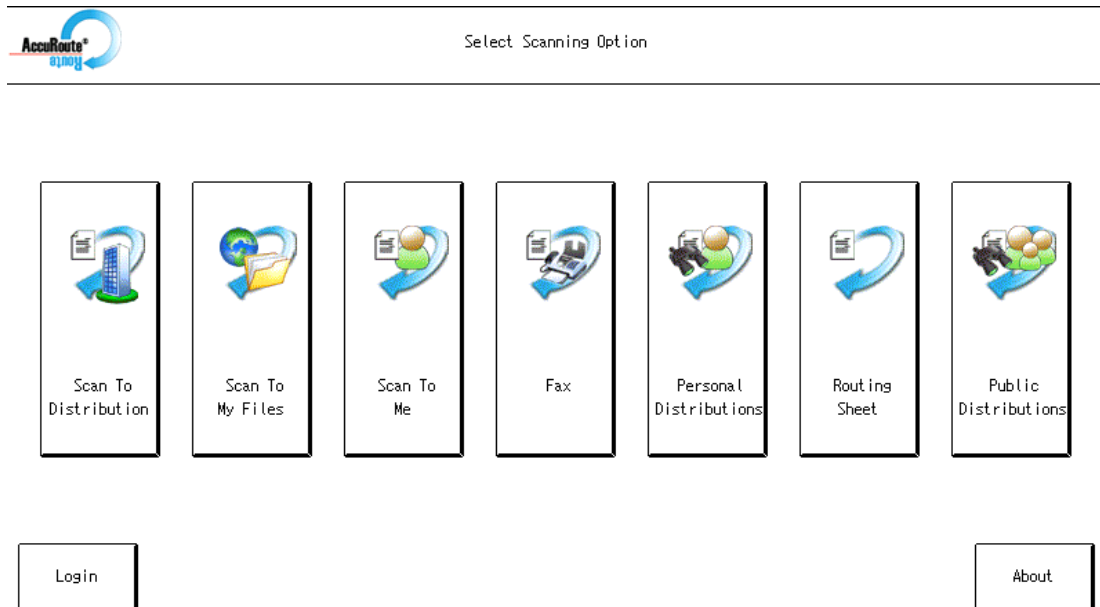 AccuRoute®
Route
Select Scanning Option
Scan To
Distribution
Scan To
My Files
Scan To
Me
Fax
Personal
Distributions
Routing
Sheet
Public
Distributions
Login
About